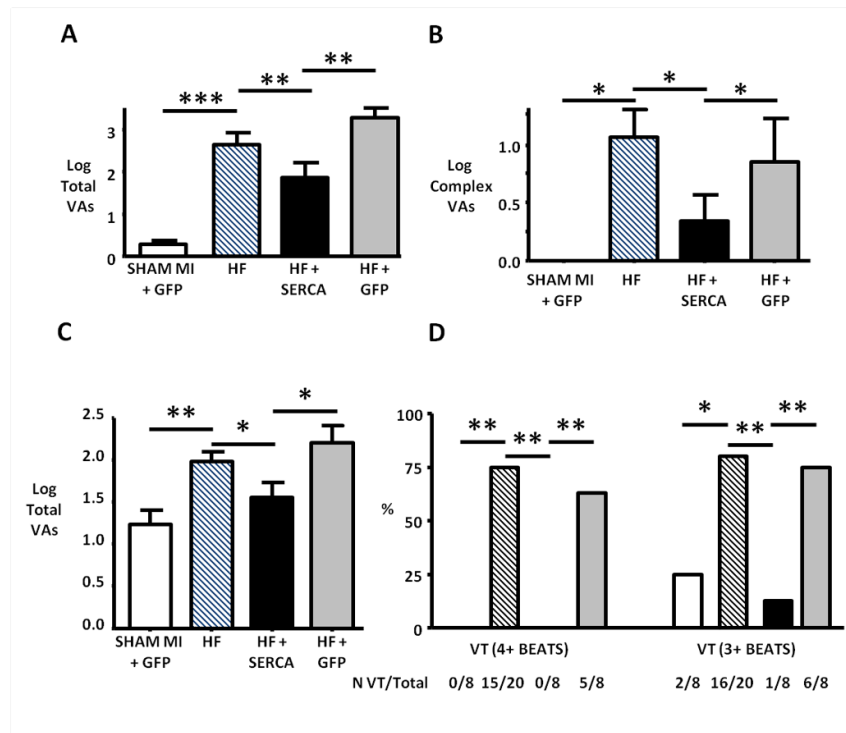 A
***
**
**
3
2
1
0
Log
Total
VAs
SHAM MI
+ GFP
HF
HF +
SERCA
HF +
GFP
B
*
*
*
1.0
0.5
0.0
Log
Complex
VAs
SHAM MI
+ GFP
HF
HF +
SERCA
HF +
GFP
C
**
*
*
2.5
2.0
1.5
1.0
0.5
0.0
Log
Total
VAs
SHAM MI
+ GFP
HF
HF +
SERCA
HF +
GFP
D
** ** **
* ** **
100
75
50
25
0
%
VT (4+ BEATS) VT (3+ BEATS)
N VT/Total 0/8 15/20 0/8 5/8 2/8 16/20 1/8 6/8